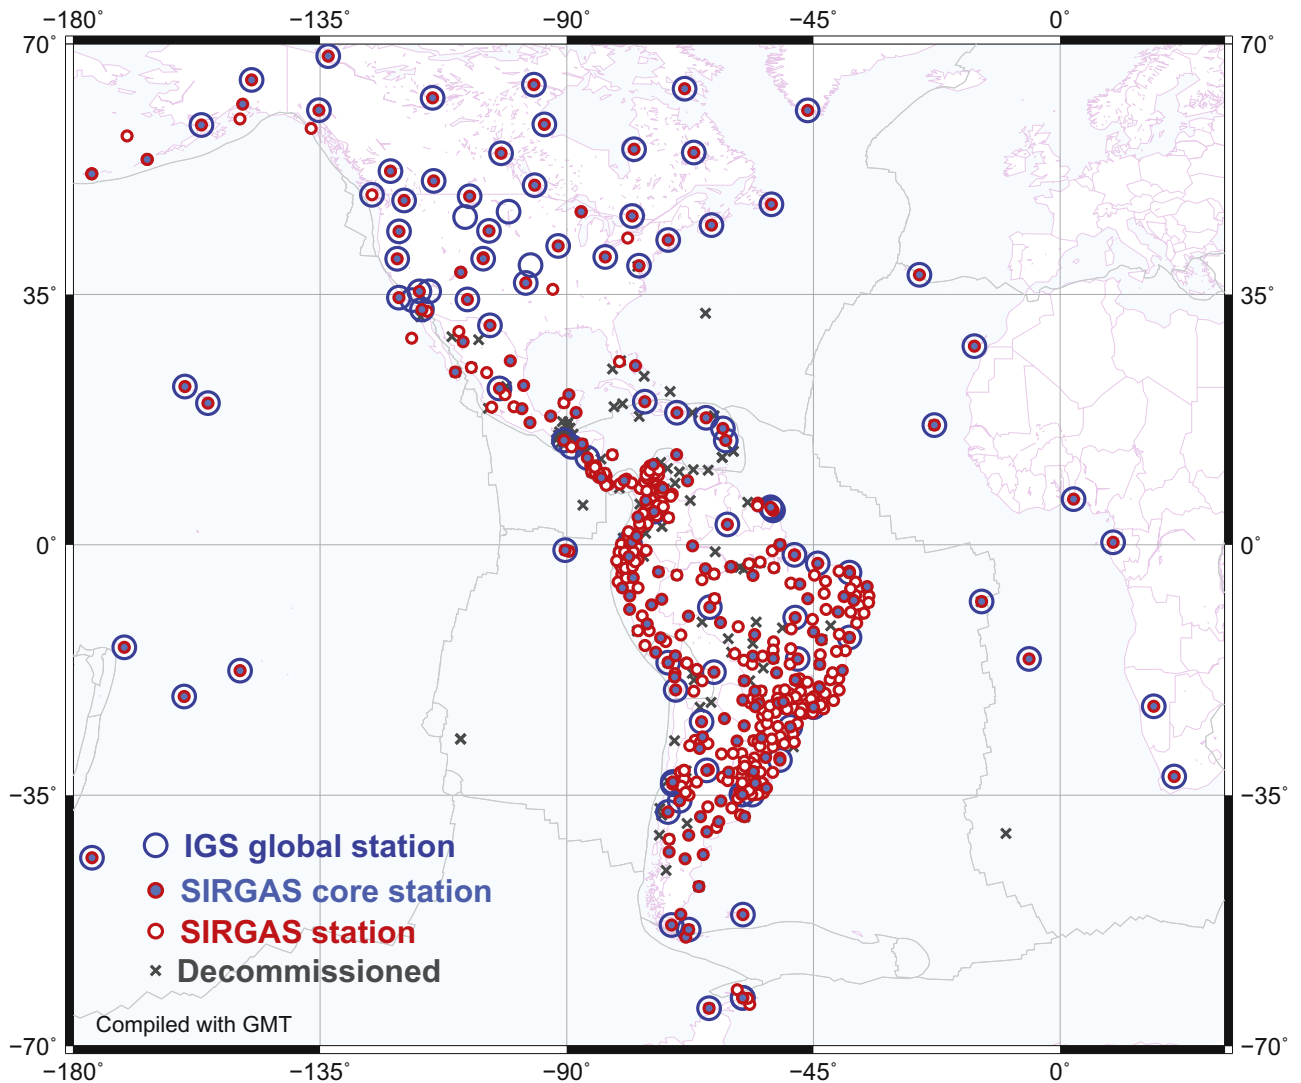 −180˚ −135˚ −90˚ −45˚ 0˚
70˚ 70˚
35˚ 35˚
0˚ 0˚
−35˚ −35˚
IGS global station
SIRGAS core station
SIRGAS station
Decommissioned
Compiled with GMT
−70˚ −70˚
−180˚ −135˚ −90˚ −45˚ 0˚